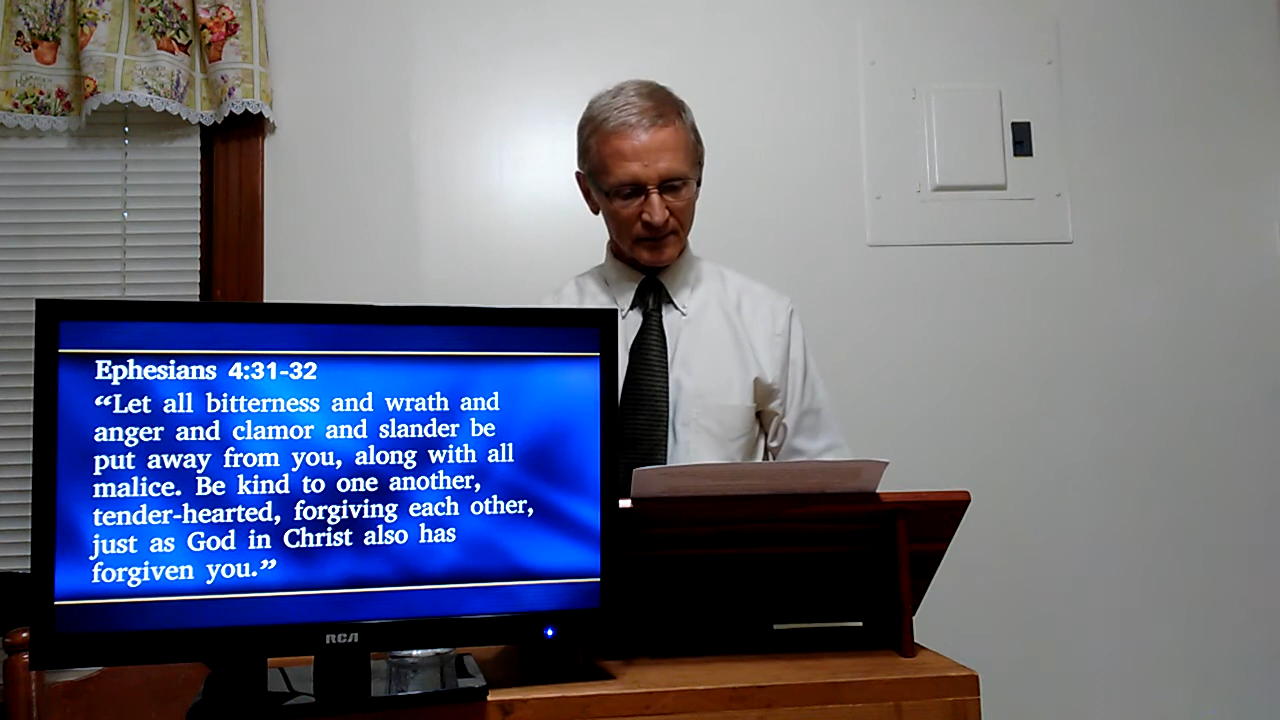 Ephesians 4:31-32
“Let all bitterness and wrath and
anger and clamor and slander be
put away from you, along with all
malice. Be kind to one another,
tender-hearted, forgiving each other,
just as God in Christ also has
forgiven you.”
RCA